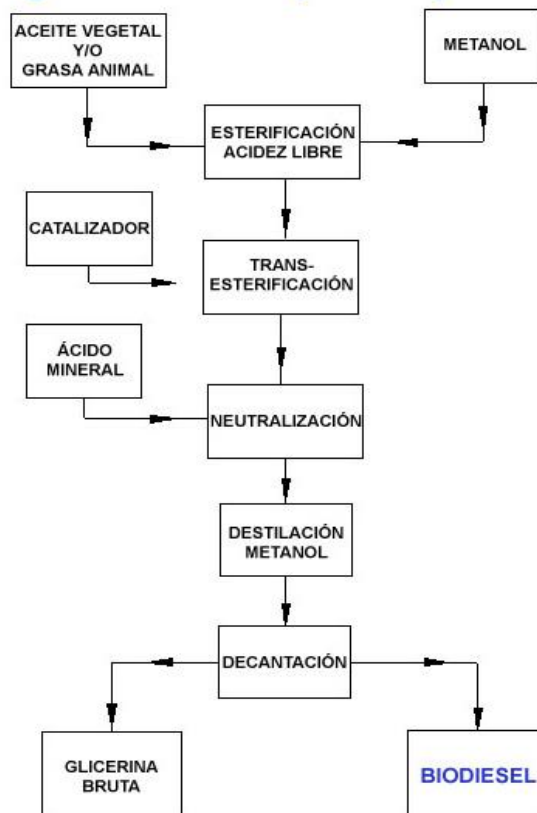 ACEITE VEGETAL
Y/O
GRASA ANIMAL
METANOL
ESTERIFICACIÓN
ACIDEZ LIBRE
CATALIZADOR
TRANS-
ESTERIFICACIÓN
ÁCIDO
MINERAL
NEUTRALIZACIÓN
DESTILACIÓN
METANOL
DECANTACIÓN
GLICERINA
BRUTA
BIODIESEL